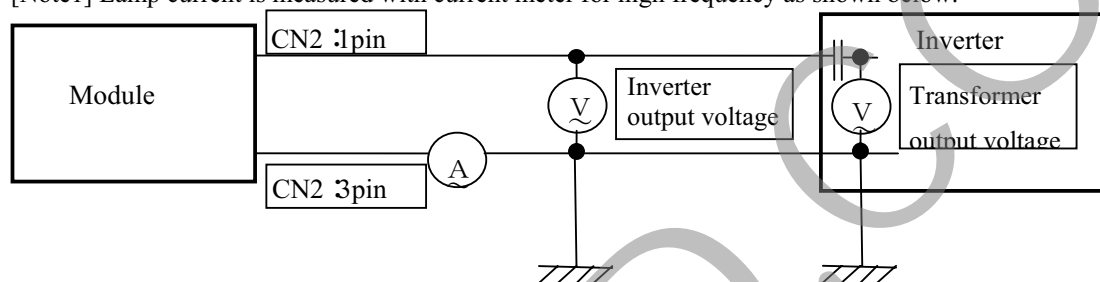 [Note1] Lamp current is measured with current meter for high frequency as shown below.
CN2 :1pin
Inverter
Module
Inverter
output voltage
V
V
Transformer
output voltage
A
CN2 :3pin